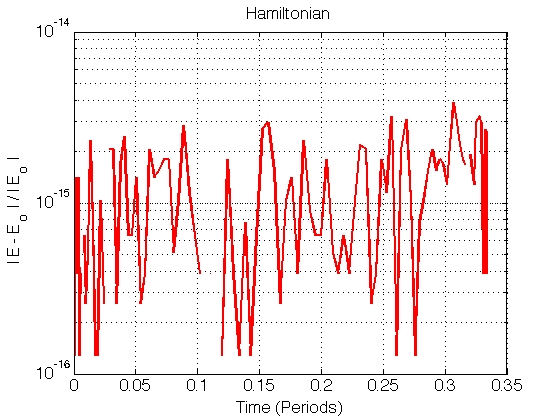 Hamiltonian
10^-14
10^-15
10^-16
| E - E_o | / | E_o |
0 0.05 0.1 0.15 0.2 0.25 0.3 0.35
Time (Periods)